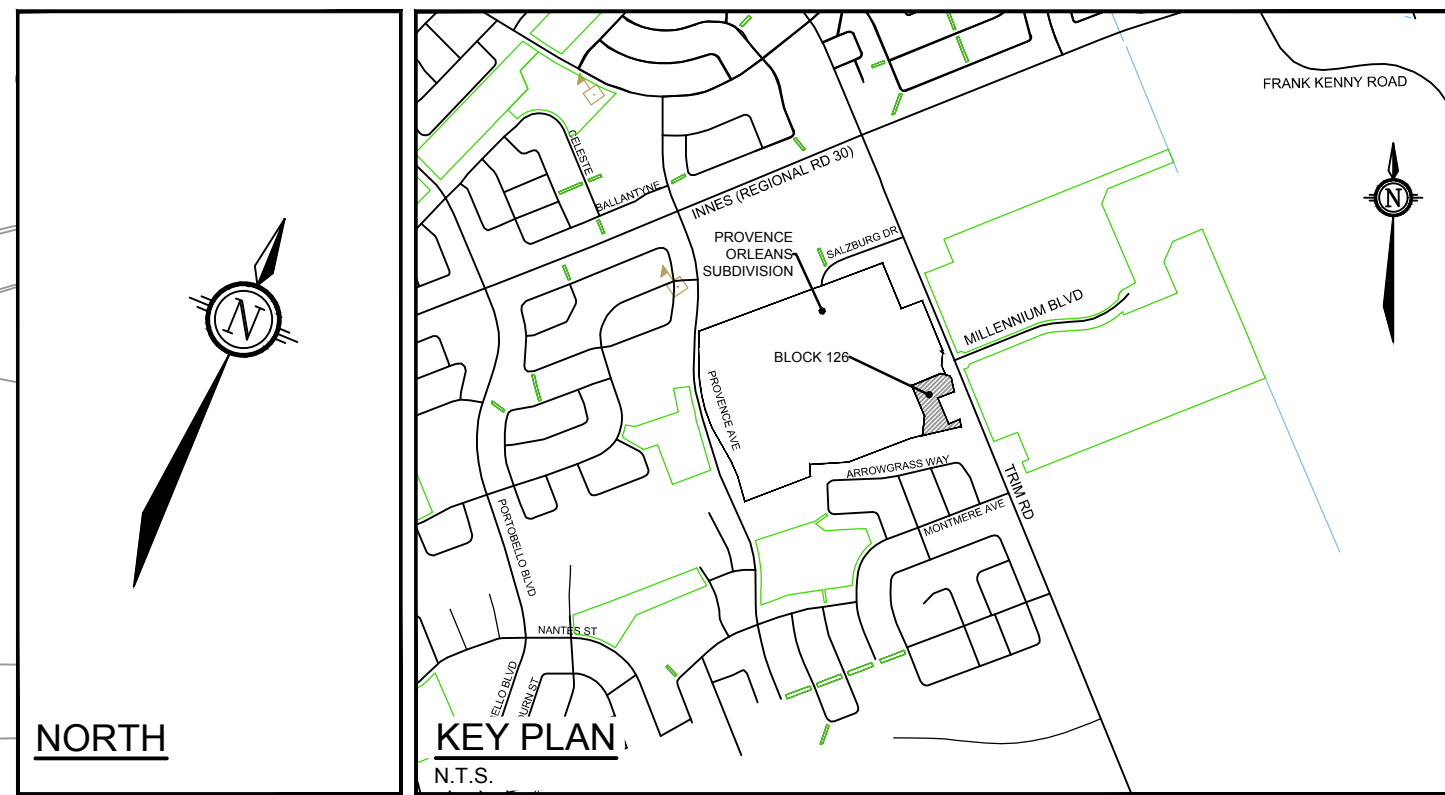 N
NORTH
FRANK KENNY ROAD
N
CELESTE
BALLANTYNE
INNES (REGIONAL RD 30)
PROVENCE
ORLEANS
SUBDIVISION
SALZBURG DR
MILLENNIUM BLVD
BLOCK 126
PROVENCE AVE
ARROWGRASS WAY
TRIM RD
MONTMERE AVE
PORTOBELLO BLVD
NANTES ST
ELLO BLVD
URN ST
KEY PLAN
N.T.S.